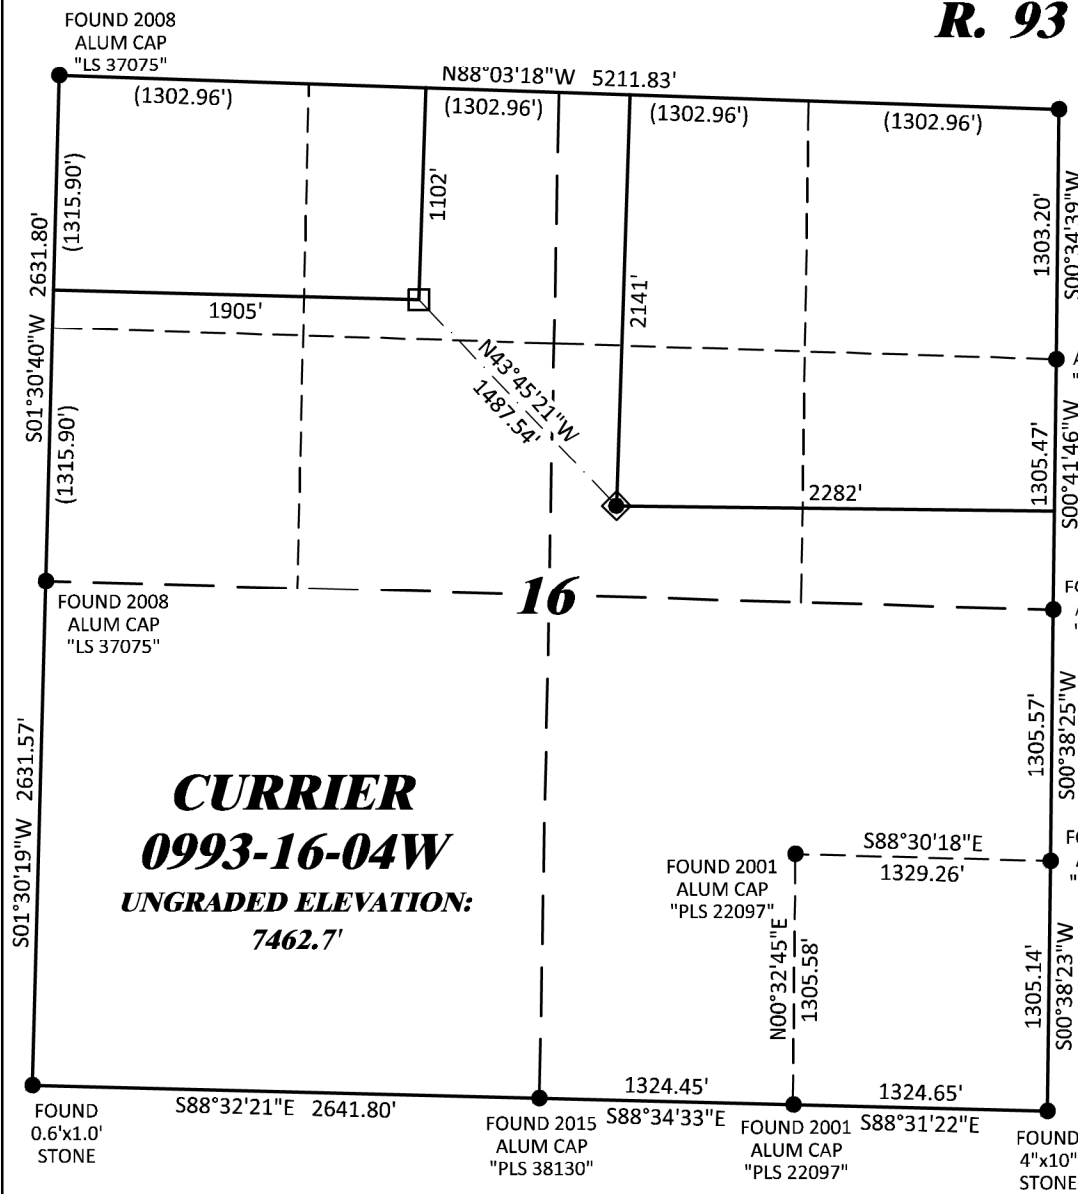 R. 93
FOUND 2008
ALUM CAP
"LS 37075"
N88°03'18"W 5211.83'
(1302.96')
(1302.96')
(1302.96')
(1302.96')
S01°30'40"W 2631.80'
(1315.90')
(1315.90')
1102'
1905'
2141'
2282'
N43°45'21"W
1487.54'
1303.20'
S00°34'39"W
1305.47'
S00°41'46"W
16
FOUND 2008
ALUM CAP
"LS 37075"
S01°30'19"W 2631.57'
1305.57'
S00°38'25"W
CURRIER
0993-16-04W
UNGRADED ELEVATION:
7462.7'
FOUND 2001
ALUM CAP
"PLS 22097"
S88°30'18"E
1329.26'
N00°32'45"E
1305.58'
1305.14'
S00°38'23"W
FOUND
0.6'x1.0'
STONE
S88°32'21"E 2641.80'
FOUND 2015
ALUM CAP
"PLS 38130"
1324.45'
S88°34'33"E
FOUND 2001
ALUM CAP
"PLS 22097"
1324.65'
S88°31'22"E
FOUND
4"x10"
STONE